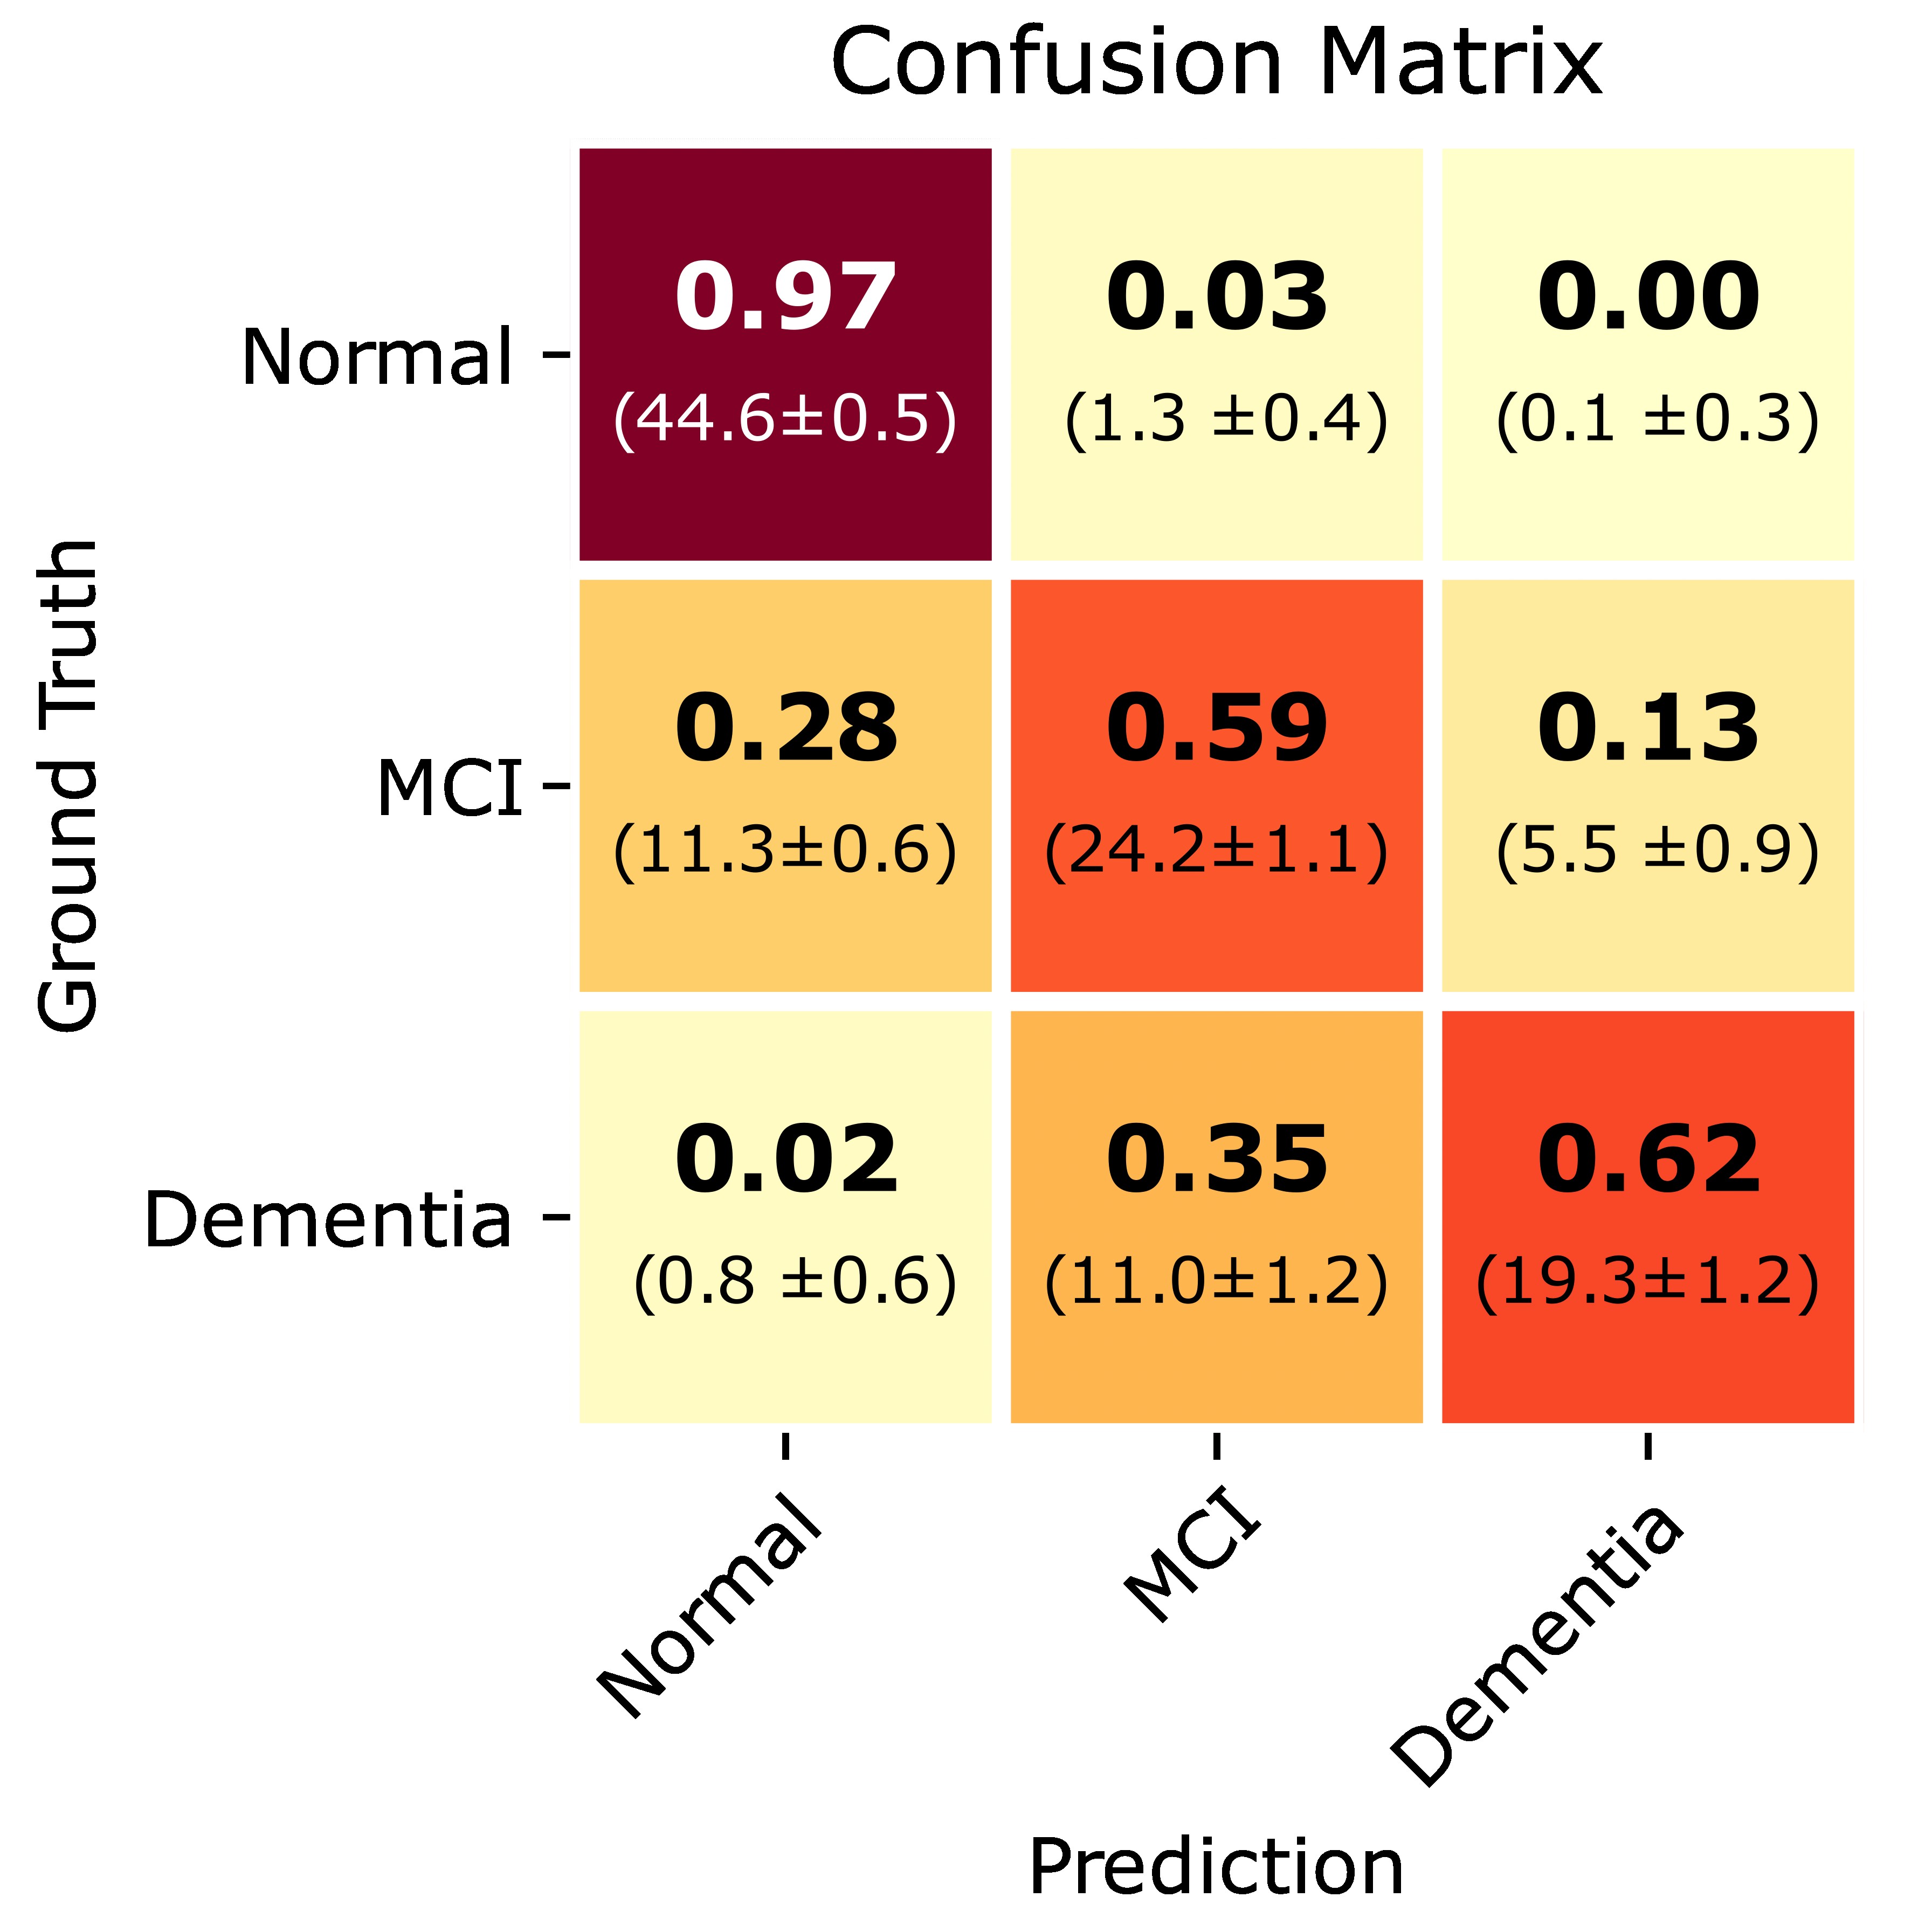 Confusion Matrix
Ground Truth
Normal
0.97
0.03
0.00
(44.6±0.5)
(1.3 ±0.4)
(0.1 ±0.3)
MCI
0.28
0.59
0.13
(11.3±0.6)
(24.2±1.1)
(5.5 ±0.9)
Dementia
0.02
0.35
0.62
(0.8 ±0.6)
(11.0±1.2)
(19.3±1.2)
Normal
MCI
Dementia
Prediction